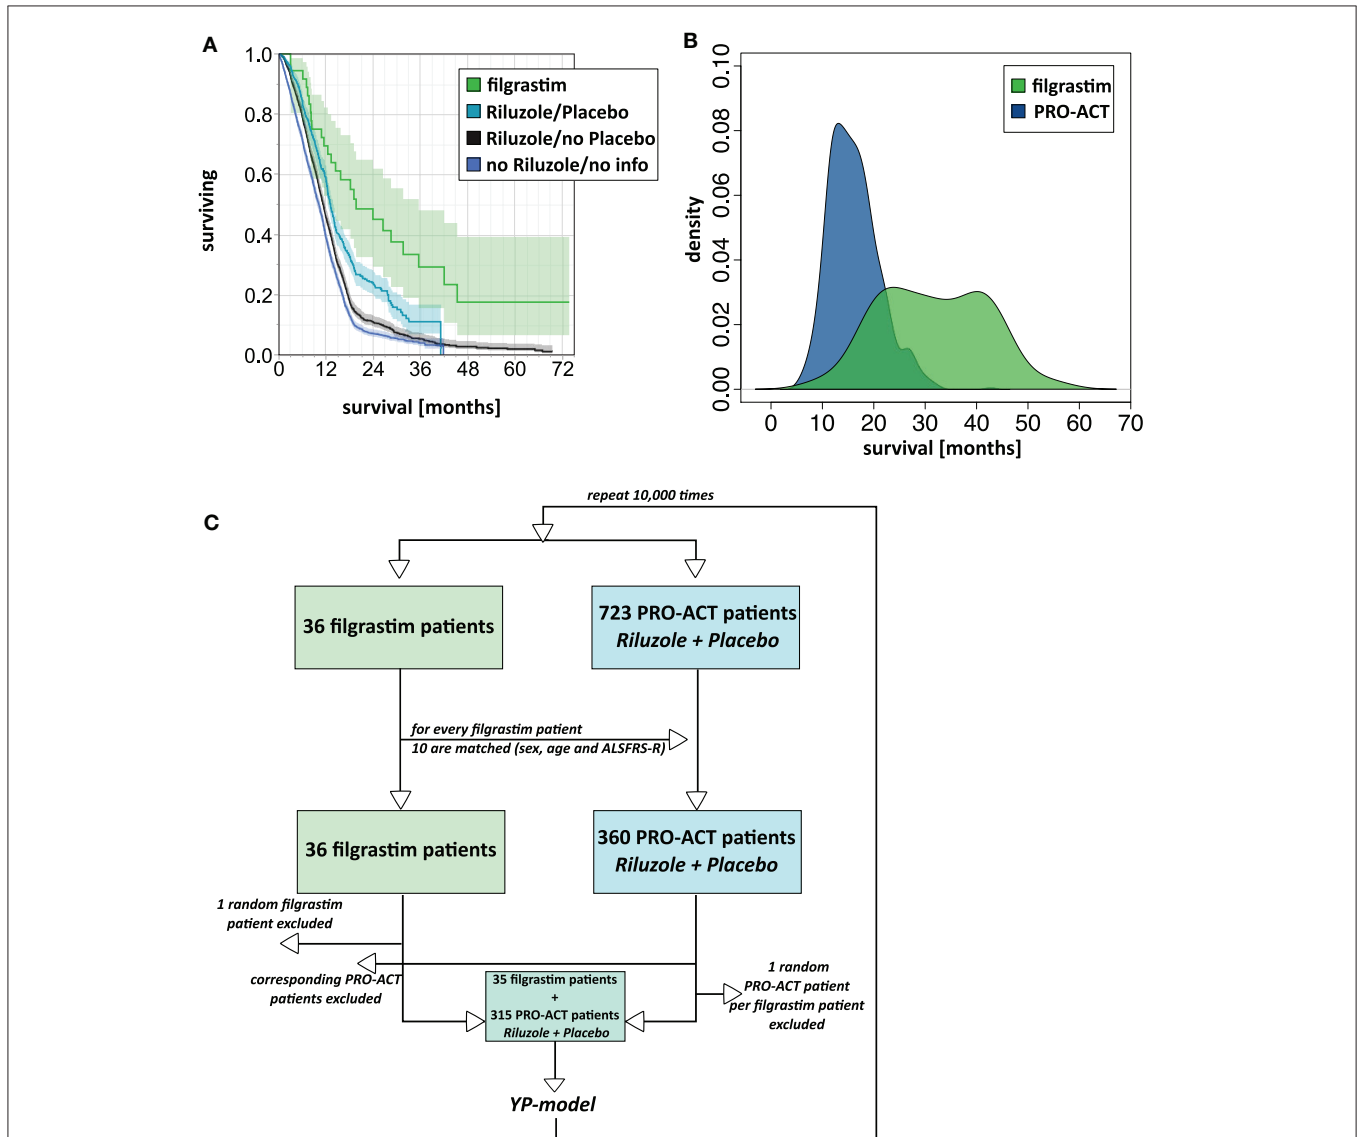 A
1.0
0.8
0.6
0.4
0.2
0.0
surviving
0 12 24 36 48 60 72
survival [months]
filgrastim
Riluzole/Placebo
Riluzole/no Placebo
no Riluzole/no info
B
0.10
0.08
0.06
0.04
0.02
0.00
density
0 10 20 30 40 50 60 70
survival [months]
filgrastim
PRO-ACT
C
repeat 10,000 times
36 filgrastim patients
723 PRO-ACT patients
Riluzole + Placebo
for every filgrastim patient
10 are matched (sex, age and ALSFRS-R)
36 filgrastim patients
360 PRO-ACT patients
Riluzole + Placebo
1 random filgrastim
patient excluded
corresponding PRO-ACT
patients excluded
35 filgrastim patients
+
315 PRO-ACT patients
Riluzole + Placebo
1 random
PRO-ACT patient
per filgrastim patient
excluded
YP-model